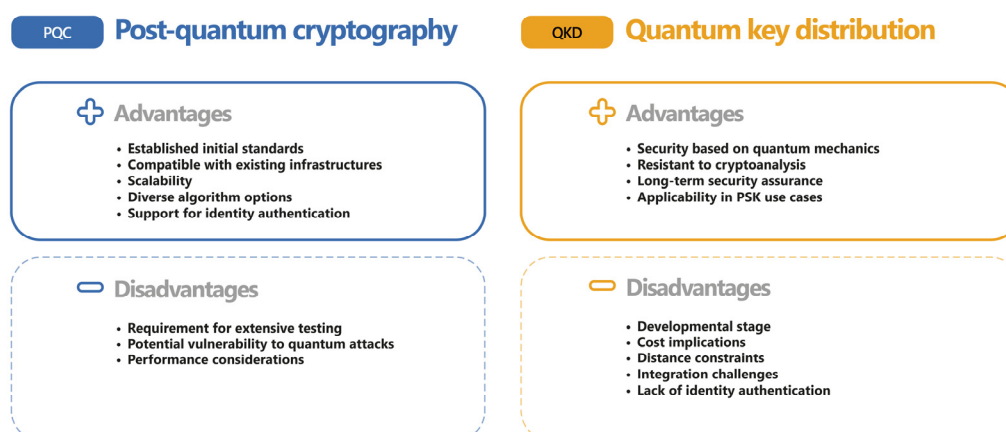 PQC
Post-quantum cryptography
Advantages
• Established initial standards
• Compatible with existing infrastructures
• Scalability
• Diverse algorithm options
• Support for identity authentication
Disadvantages
• Requirement for extensive testing
• Potential vulnerability to quantum attacks
• Performance considerations
QKD
Quantum key distribution
Advantages
• Security based on quantum mechanics
• Resistant to cryptoanalysis
• Long-term security assurance
• Applicability in PSK use cases
Disadvantages
• Developmental stage
• Cost implications
• Distance constraints
• Integration challenges
• Lack of identity authentication